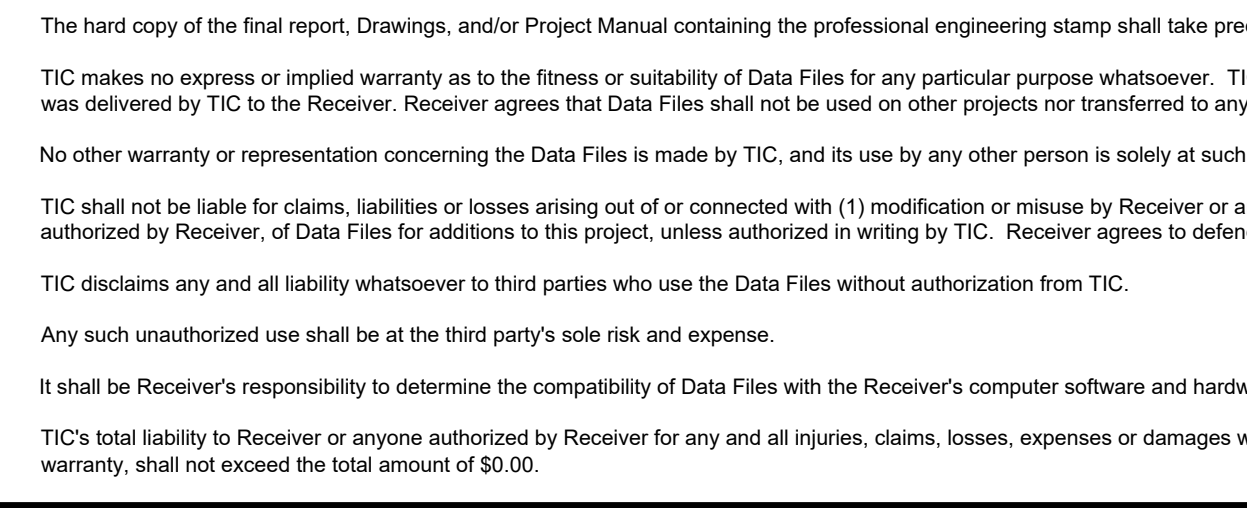 The hard copy of the final report, Drawings, and/or Project Manual containing the professional engineering stamp shall take
TIC makes no express or implied warranty as to the fitness or suitability of Data Files for any particular purpose whatsoever.
was delivered by TIC to the Receiver. Receiver agrees that Data Files shall not be used on other projects nor transferred to any
No other warranty or representation concerning the Data Files is made by TIC, and its use by any other person is solely at such
TIC shall not be liable for claims, liabilities or losses arising out of or connected with (1) modification or misuse by Receiver or
authorized by Receiver, of Data Files for additions to this project, unless authorized in writing by TIC. Receiver agrees to
TIC disclaims any and all liability whatsoever to third parties who use the Data Files without authorization from TIC.
Any such unauthorized use shall be at the third party's sole risk and expense.
It shall be Receiver's responsibility to determine the compatibility of Data Files with the Receiver's computer software and
TIC's total liability to Receiver or anyone authorized by Receiver for any and all injuries, claims, losses, expenses or damages
warranty, shall not exceed the total amount of $0.00.